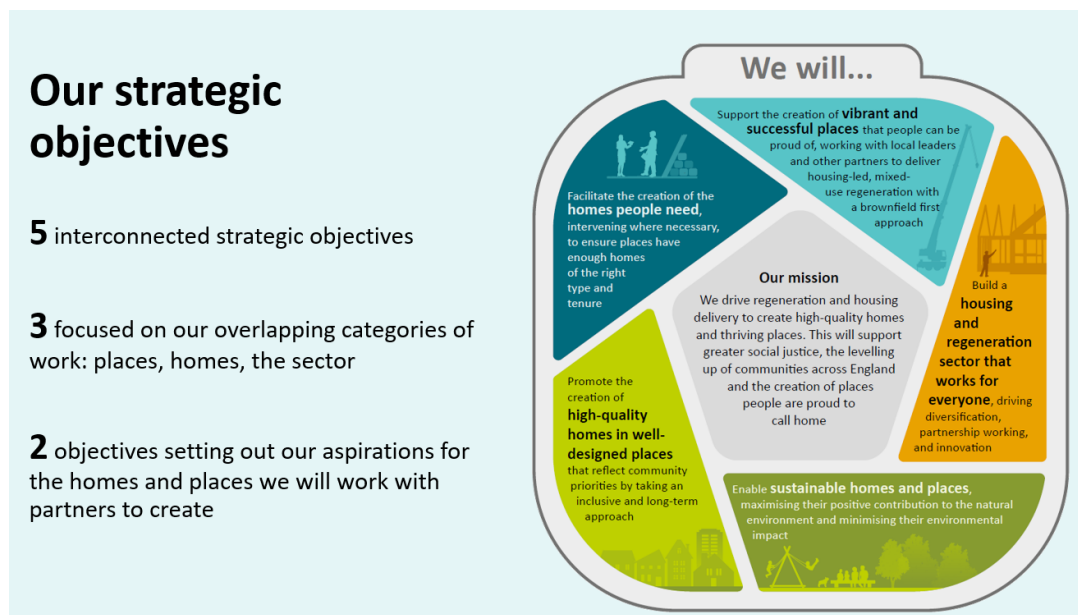 Our strategic
objectives
5 interconnected strategic objectives
3 focused on our overlapping categories of
work: places, homes, the sector
2 objectives setting out our aspirations for
the homes and places we will work with
partners to create
We will...
Support the creation of vibrant and
successful places that people can be
proud of, working with local leaders
and other partners to deliver
housing-led, mixed-
use regeneration with
a brownfield first
approach
Facilitate the creation of the
homes people need,
intervening where necessary,
to ensure places have
enough homes
of the right
type and
tenure
Build a
housing
and
regeneration
sector that
works for
everyone, driving
diversification,
partnership working,
and innovation
Our mission
We drive regeneration and housing
delivery to create high-quality homes
and thriving places. This will support
greater social justice, the levelling
up of communities across England
and the creation of places
people are proud to
call home
Promote the
creation of
high-quality
homes in well-
designed places
that reflect community
priorities by taking an
inclusive and long-term
approach
Enable sustainable homes and places,
maximising their positive contribution to the natural
environment and minimising their environmental
impact